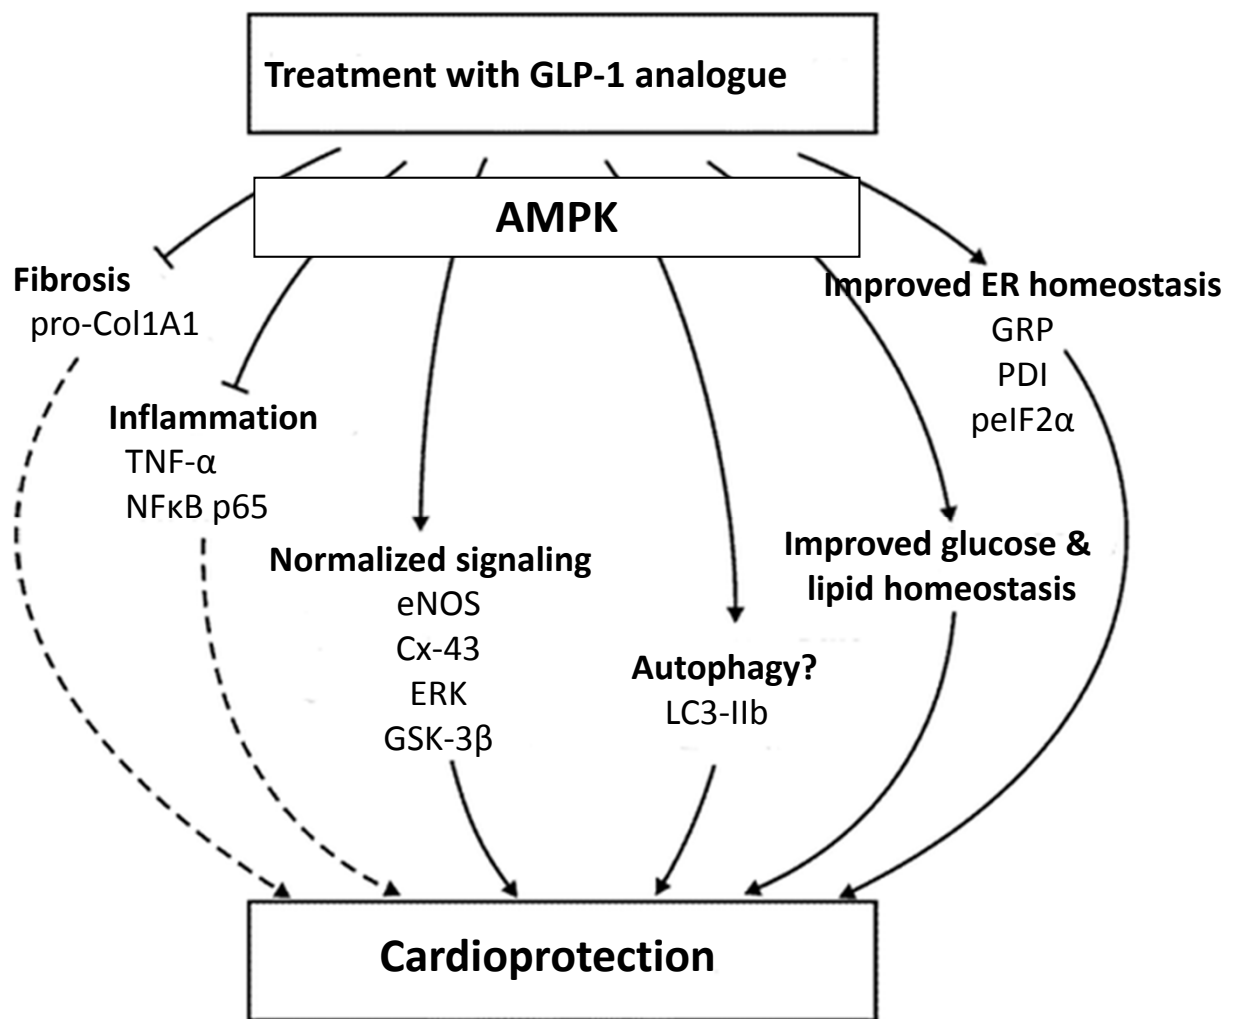 Treatment with GLP-1 analogue
AMPK
Fibrosis
pro-Col1A1
Inflammation
TNF-α
NFκB p65
Normalized signaling
eNOS
Cx-43
ERK
GSK-3β
Autophagy?
LC3-IIb
Improved glucose &
lipid homeostasis
Improved ER homeostasis
GRP
PDI
peIF2α
Cardioprotection